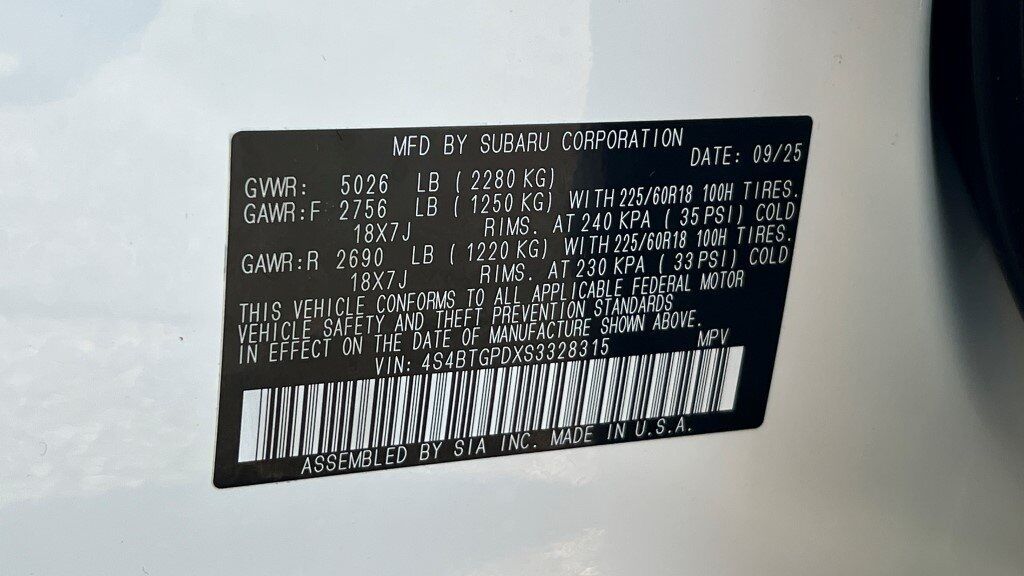 MFD BY SUBARU CORPORATION DATE: 09/25
GVWR: 5026 LB ( 2280 KG)
GAWR:F 2756 LB ( 1250 KG) WITH 225/60R18 100H TIRES.
18X7J RIMS. AT 240 KPA ( 35 PSI) COLD
GAWR:R 2690 LB ( 1220 KG) WITH 225/60R18 100H TIRES.
18X7J RIMS. AT 230 KPA ( 33 PSI) COLD
THIS VEHICLE CONFORMS TO ALL APPLICABLE FEDERAL MOTOR
VEHICLE SAFETY AND THEFT PREVENTION STANDARDS
IN EFFECT ON THE DATE OF MANUFACTURE SHOWN ABOVE.
VIN: 4S4BTGPDXS3328315 MPV
ASSEMBLED BY SIA INC. MADE IN U.S.A.